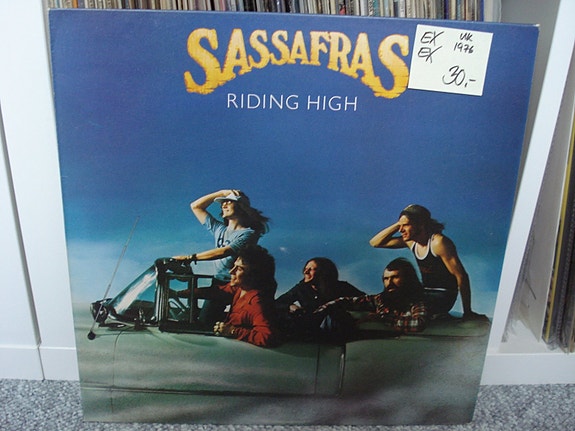 SASSAFRAS
RIDING HIGH
EX UK
EX 1976
30,-